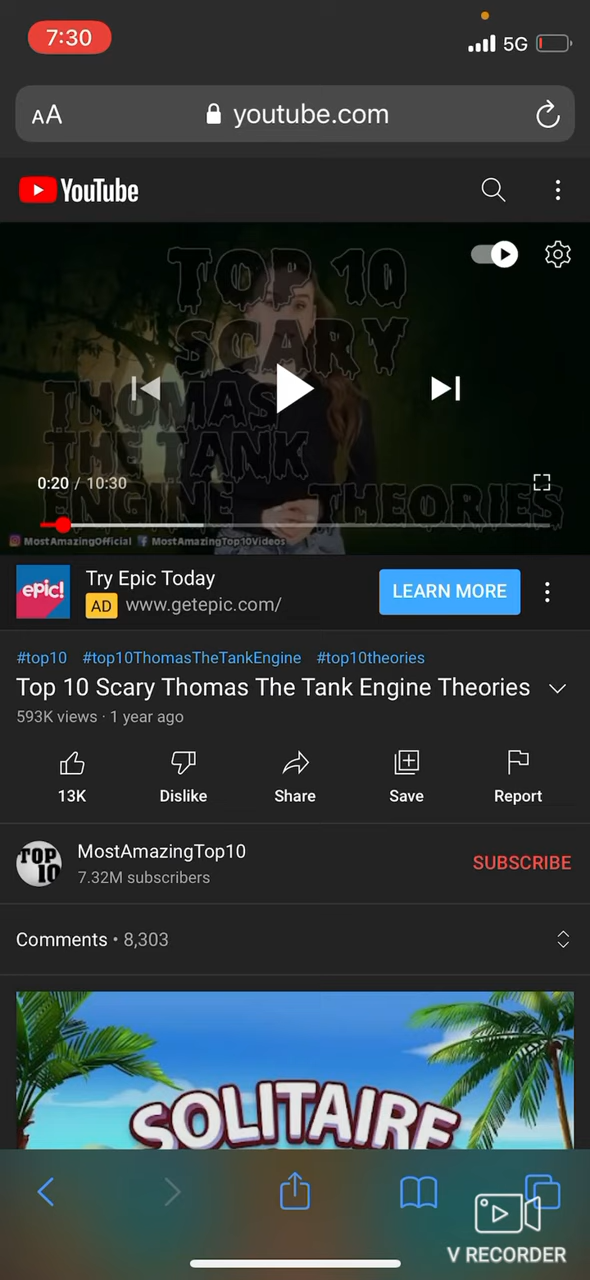 7:30
5G
AA
youtube.com
YouTube
TOP 10
SCARY
THOMAS
THE TANK
ENGINE THEORIES
0:20 / 10:30
MostAmazingOfficial MostAmazingTop10Videos
epic!
Try Epic Today
AD www.getepic.com/
LEARN MORE
#top10 #top10ThomasTheTankEngine #top10theories
Top 10 Scary Thomas The Tank Engine Theories
593K views · 1 year ago
13K Dislike Share Save Report
TOP
10
MostAmazingTop10
7.32M subscribers
SUBSCRIBE
Comments • 8,303
SOLITAIRE
V RECORDER